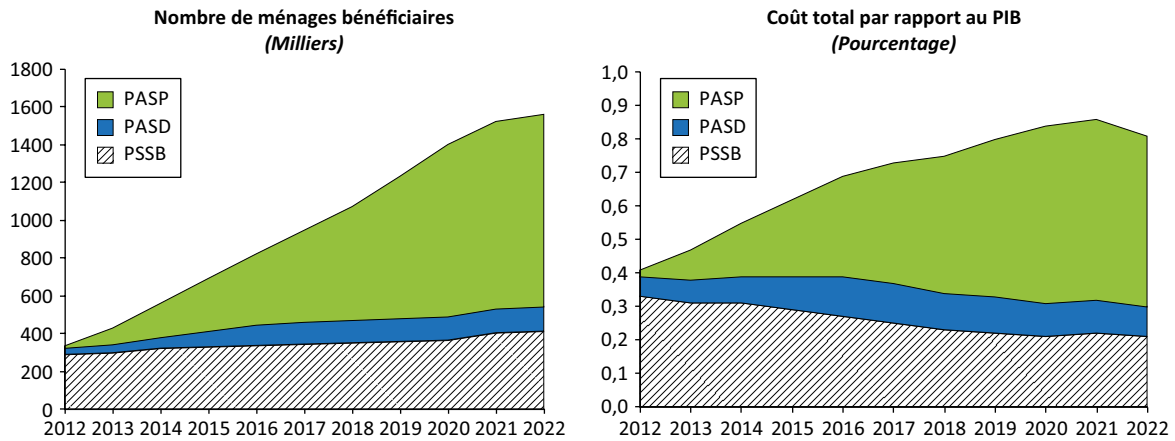 Nombre de ménages bénéficiaires
(Milliers)
1800
1600
1400
1200
1000
800
600
400
200
0
PASP
PASD
PSSB
2012 2013 2014 2015 2016 2017 2018 2019 2020 2021 2022
Coût total par rapport au PIB
(Pourcentage)
1,0
0,9
0,8
0,7
0,6
0,5
0,4
0,3
0,2
0,1
0,0
PASP
PASD
PSSB
2012 2013 2014 2015 2016 2017 2018 2019 2020 2021 2022